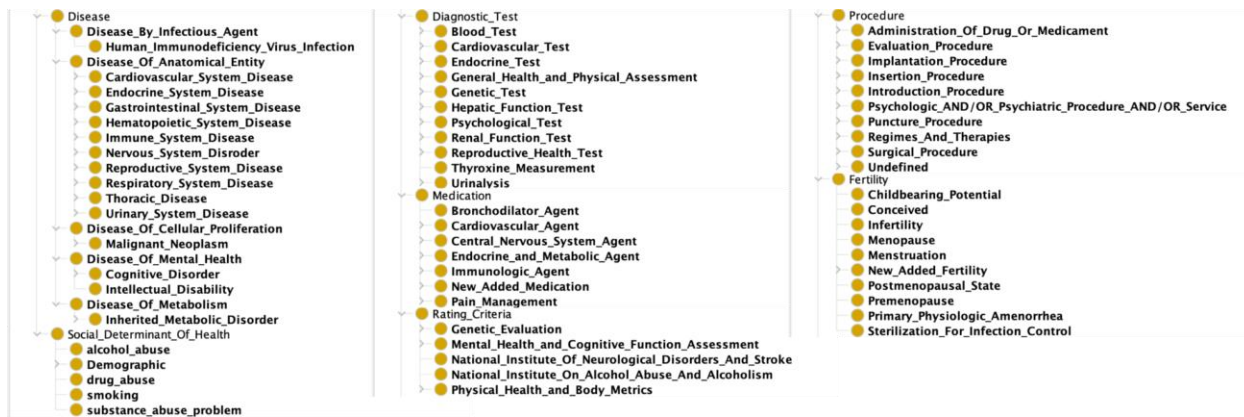 Disease
Disease_By_Infectious_Agent
Human_Immunodeficiency_Virus_Infection
Disease_Of_Anatomical_Entity
Cardiovascular_System_Disease
Endocrine_System_Disease
Gastrointestinal_System_Disease
Hematopoietic_System_Disease
Immune_System_Disease
Nervous_System_Disroder
Reproductive_System_Disease
Respiratory_System_Disease
Thoracic_Disease
Urinary_System_Disease
Disease_Of_Cellular_Proliferation
Malignant_Neoplasm
Disease_Of_Mental_Health
Cognitive_Disorder
Intellectual_Disability
Disease_Of_Metabolism
Inherited_Metabolic_Disorder
Social_Determinant_Of_Health
alcohol_abuse
Demographic
drug_abuse
smoking
substance_abuse_problem
Diagnostic_Test
Blood_Test
Cardiovascular_Test
Endocrine_Test
General_Health_and_Physical_Assessment
Genetic_Test
Hepatic_Function_Test
Psychological_Test
Renal_Function_Test
Reproductive_Health_Test
Thyroxine_Measurement
Urinalysis
Medication
Bronchodilator_Agent
Cardiovascular_Agent
Central_Nervous_System_Agent
Endocrine_and_Metabolic_Agent
Immunologic_Agent
New_Added_Medication
Pain_Management
Rating_Criteria
Genetic_Evaluation
Mental_Health_and_Cognitive_Function_Assessment
National_Institute_Of_Neurological_Disorders_And_Stroke
National_Institute_On_Alcohol_Abuse_And_Alcoholism
Physical_Health_and_Body_Metrics
Procedure
Administration_Of_Drug_Or_Medicament
Evaluation_Procedure
Implantation_Procedure
Insertion_Procedure
Introduction_Procedure
Psychologic_AND/OR_Psychiatric_Procedure_AND/OR_Service
Puncture_Procedure
Regimes_And_Therapies
Surgical_Procedure
Undefined
Fertility
Childbearing_Potential
Conceived
Infertility
Menopause
Menstruation
New_Added_Fertility
Postmenopausal_State
Premenopause
Primary_Physiologic_Amenorrhea
Sterilization_For_Infection_Control